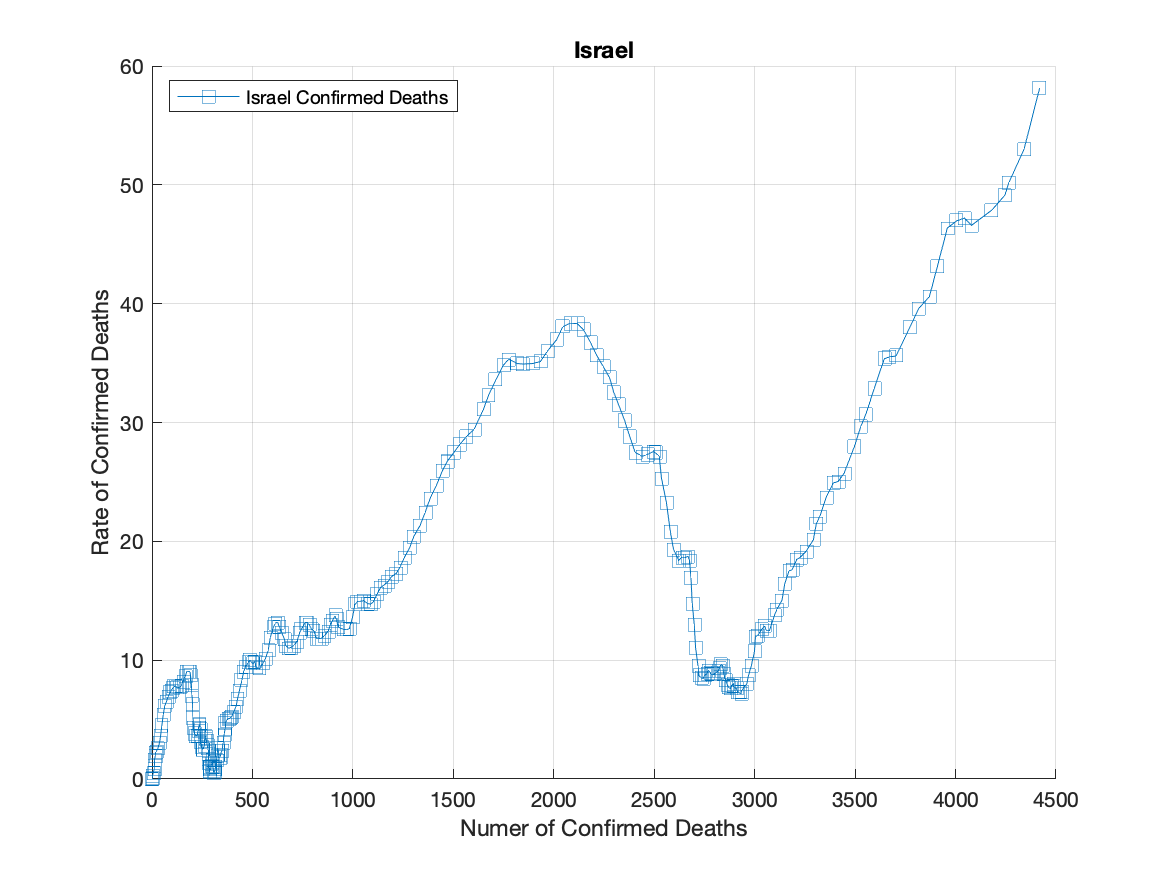 Israel
Israel Confirmed Deaths
60
50
40
30
20
10
0
Rate of Confirmed Deaths
0 500 1000 1500 2000 2500 3000 3500 4000 4500
Numer of Confirmed Deaths